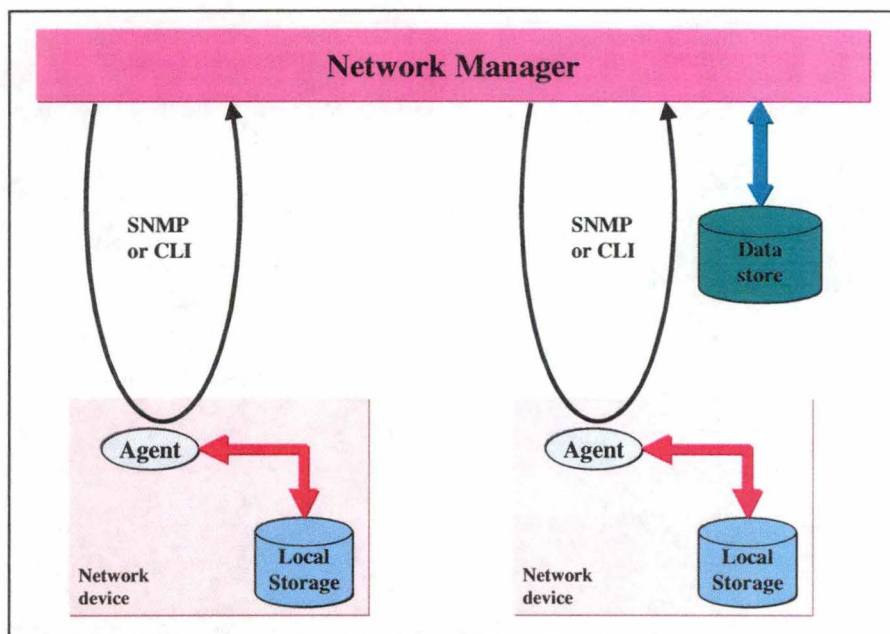 Network Manager
SNMP
or CLI
SNMP
or CLI
Data
store
Agent
Agent
Local
Storage
Network
device
Local
Storage
Network
device